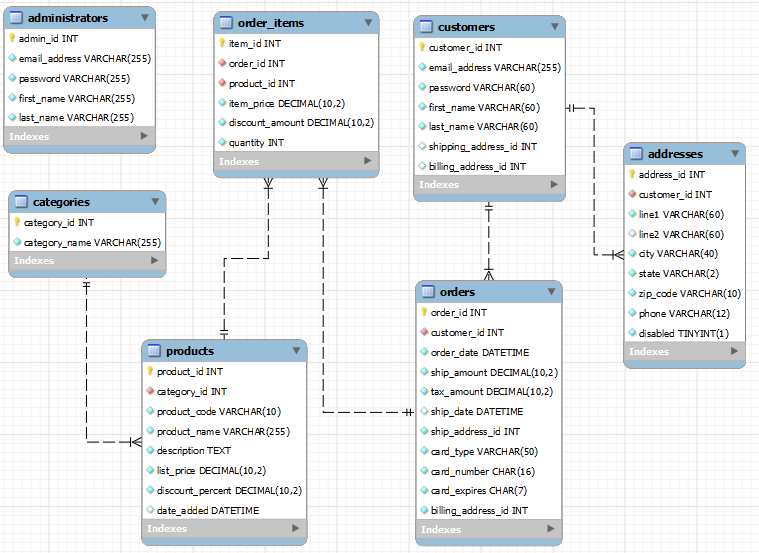 administrators
admin_id INT
email_address VARCHAR(255)
password VARCHAR(255)
first_name VARCHAR(255)
last_name VARCHAR(255)
Indexes
order_items
item_id INT
order_id INT
product_id INT
item_price DECIMAL(10,2)
discount_amount DECIMAL(10,2)
quantity INT
Indexes
customers
customer_id INT
email_address VARCHAR(255)
password VARCHAR(60)
first_name VARCHAR(60)
last_name VARCHAR(60)
shipping_address_id INT
billing_address_id INT
Indexes
addresses
address_id INT
customer_id INT
line1 VARCHAR(60)
line2 VARCHAR(60)
city VARCHAR(40)
state VARCHAR(2)
zip_code VARCHAR(10)
phone VARCHAR(12)
disabled TINYINT(1)
Indexes
categories
category_id INT
category_name VARCHAR(255)
Indexes
products
product_id INT
category_id INT
product_code VARCHAR(10)
product_name VARCHAR(255)
description TEXT
list_price DECIMAL(10,2)
discount_percent DECIMAL(10,2)
date_added DATETIME
Indexes
orders
order_id INT
customer_id INT
order_date DATETIME
ship_amount DECIMAL(10,2)
tax_amount DECIMAL(10,2)
ship_date DATETIME
ship_address_id INT
card_type VARCHAR(50)
card_number CHAR(16)
card_expires CHAR(7)
billing_address_id INT
Indexes